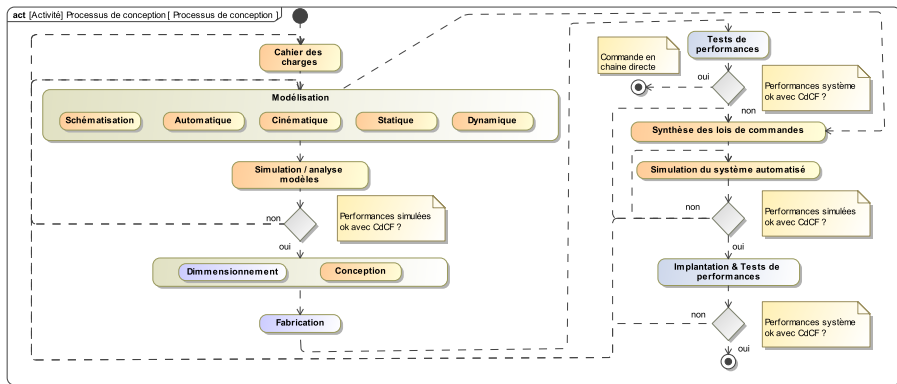 act [Activité] Processus de conception [ Processus de conception ]
Cahier des
charges
Modélisation
Schématisation
Automatique
Cinématique
Statique
Dynamique
Simulation / analyse
modèles
non
Performances simulées
ok avec CdCF ?
oui
Dimmensionnement
Conception
Fabrication
Tests de
performances
Commande en
chaine directe
oui
Performances système
ok avec CdCF ?
non
Synthèse des lois de commandes
Simulation du système automatisé
non
Performances simulées
ok avec CdCF ?
oui
Implantation & Tests de
performances
non
Performances système
ok avec CdCF ?
oui